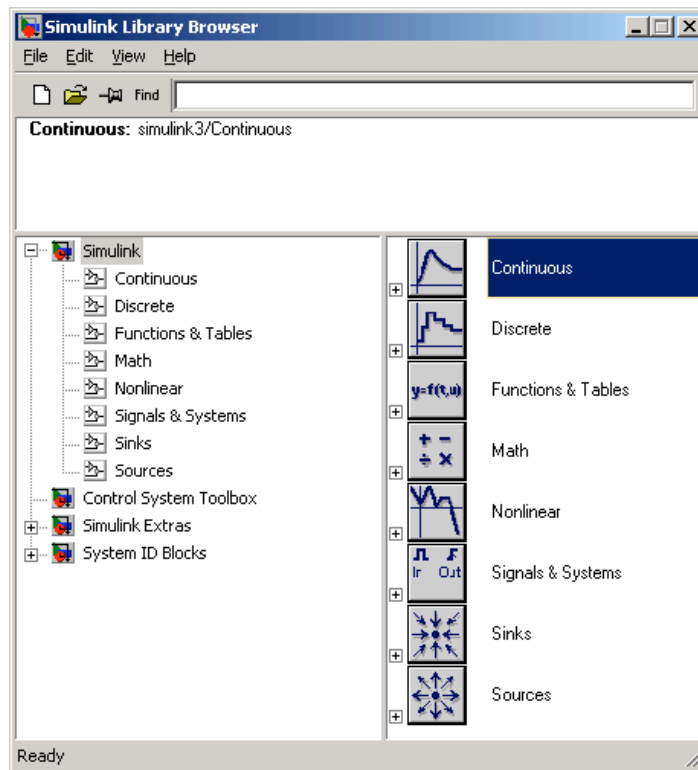 Simulink Library Browser
File Edit View Help
Find
Continuous: simulink3/Continuous
Simulink
Continuous
Discrete
Functions & Tables
Math
Nonlinear
Signals & Systems
Sinks
Sources
Control System Toolbox
Simulink Extras
System ID Blocks
Continuous
Discrete
y=f(t,u) Functions & Tables
+ − ÷ × Math
Nonlinear
In Out Signals & Systems
Sinks
Sources
Ready